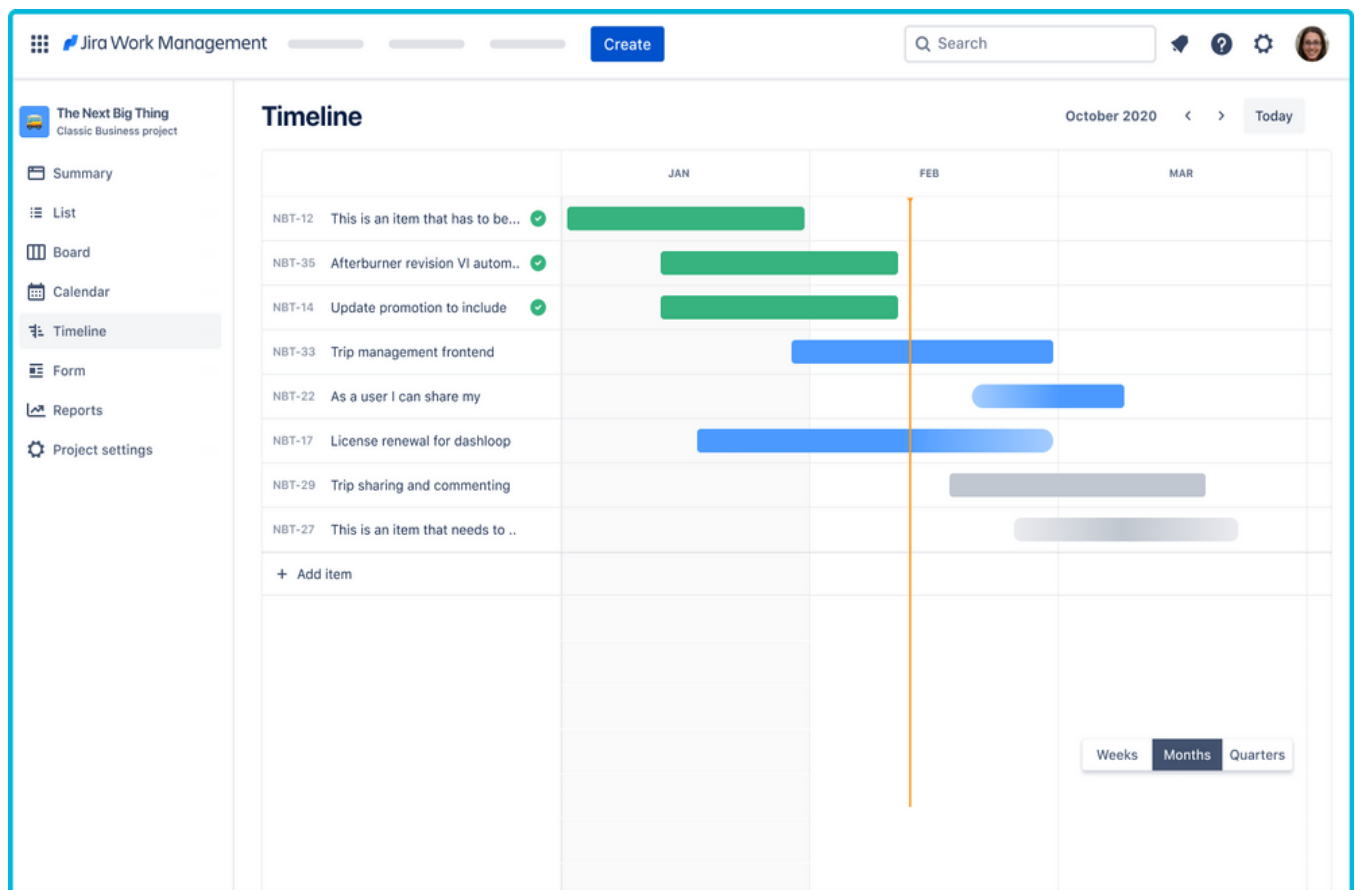 Jira Work Management
Create
Search
The Next Big Thing
Classic Business project
Summary
List
Board
Calendar
Timeline
Form
Reports
Project settings
Timeline
October 2020
Today
JAN FEB MAR
NBT-12 This is an item that has to be...
NBT-35 Afterburner revision VI autom..
NBT-14 Update promotion to include
NBT-33 Trip management frontend
NBT-22 As a user I can share my
NBT-17 License renewal for dashloop
NBT-29 Trip sharing and commenting
NBT-27 This is an item that needs to ..
+ Add item
Weeks Months Quarters